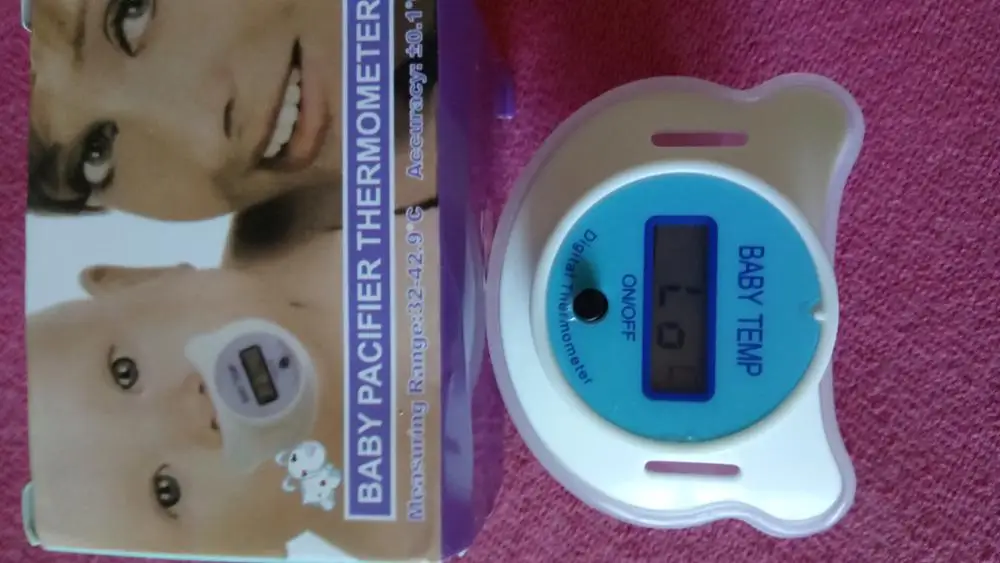 BABY PACIFIER THERMOMETER
Measuring Range:32-42.9°C Accuracy: ±0.1°
BABY TEMP
Lo
ON/OFF
Digital Thermometer